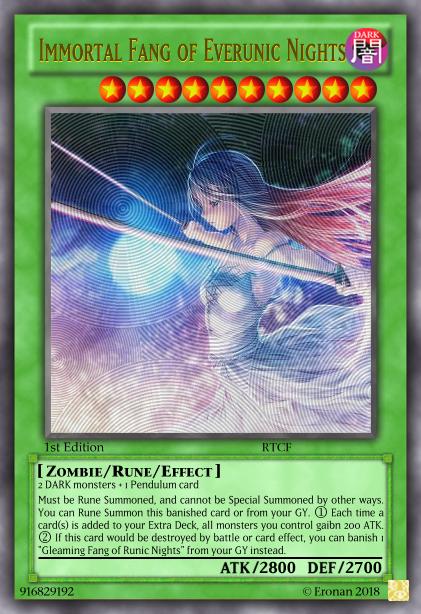 Immortal Fang of Everunic Nights
DARK
闇
1st Edition
RTCF
[ Zombie/Rune/Effect ]
2 DARK monsters + 1 Pendulum card
Must be Rune Summoned, and cannot be Special Summoned by other ways.
You can Rune Summon this banished card or from your GY. ① Each time a
card(s) is added to your Extra Deck, all monsters you control gaibn 200 ATK.
② If this card would be destroyed by battle or card effect, you can banish 1
"Gleaming Fang of Runic Nights" from your GY instead.
ATK/2800 DEF/2700
916829192
© Eronan 2018